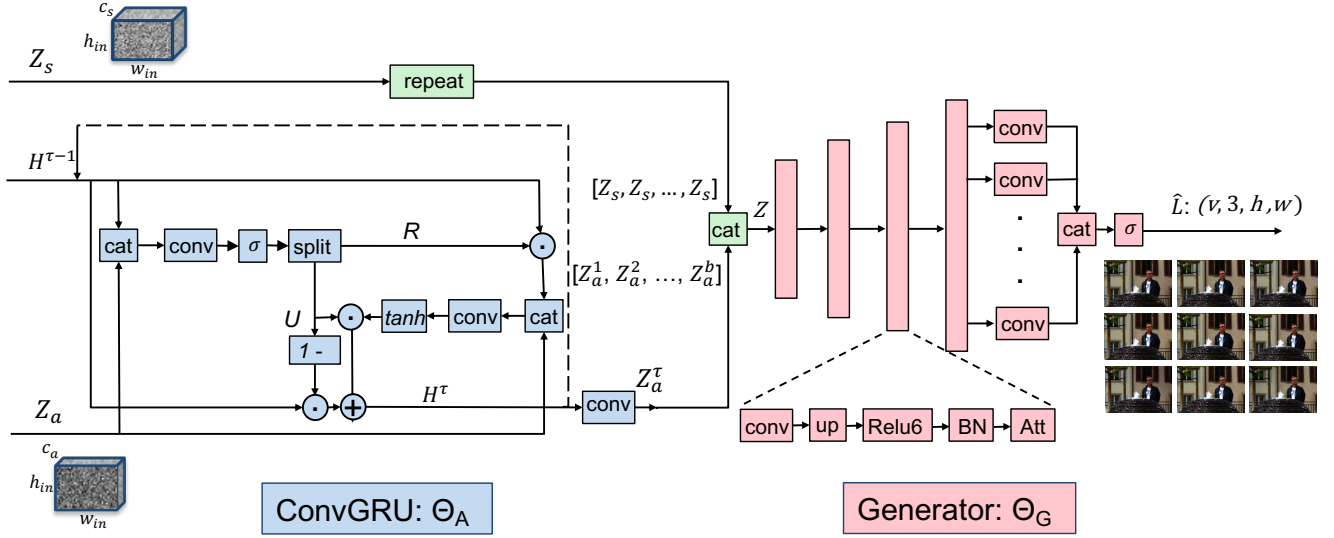 c_s
h_in
w_in
Z_s
repeat
H^{τ−1}
[Z_s, Z_s, ..., Z_s]
Z
cat
cat
conv
σ
split
R
·
[Z_a^1, Z_a^2, ..., Z_a^b]
U
·
tanh
conv
cat
1 -
·
+
H^τ
conv
Z_a^τ
Z_a
c_a
h_in
w_in
conv
conv
.
.
.
conv
cat
σ
L̂: (v, 3, h ,w)
conv
up
Relu6
BN
Att
ConvGRU: Θ_A
Generator: Θ_G